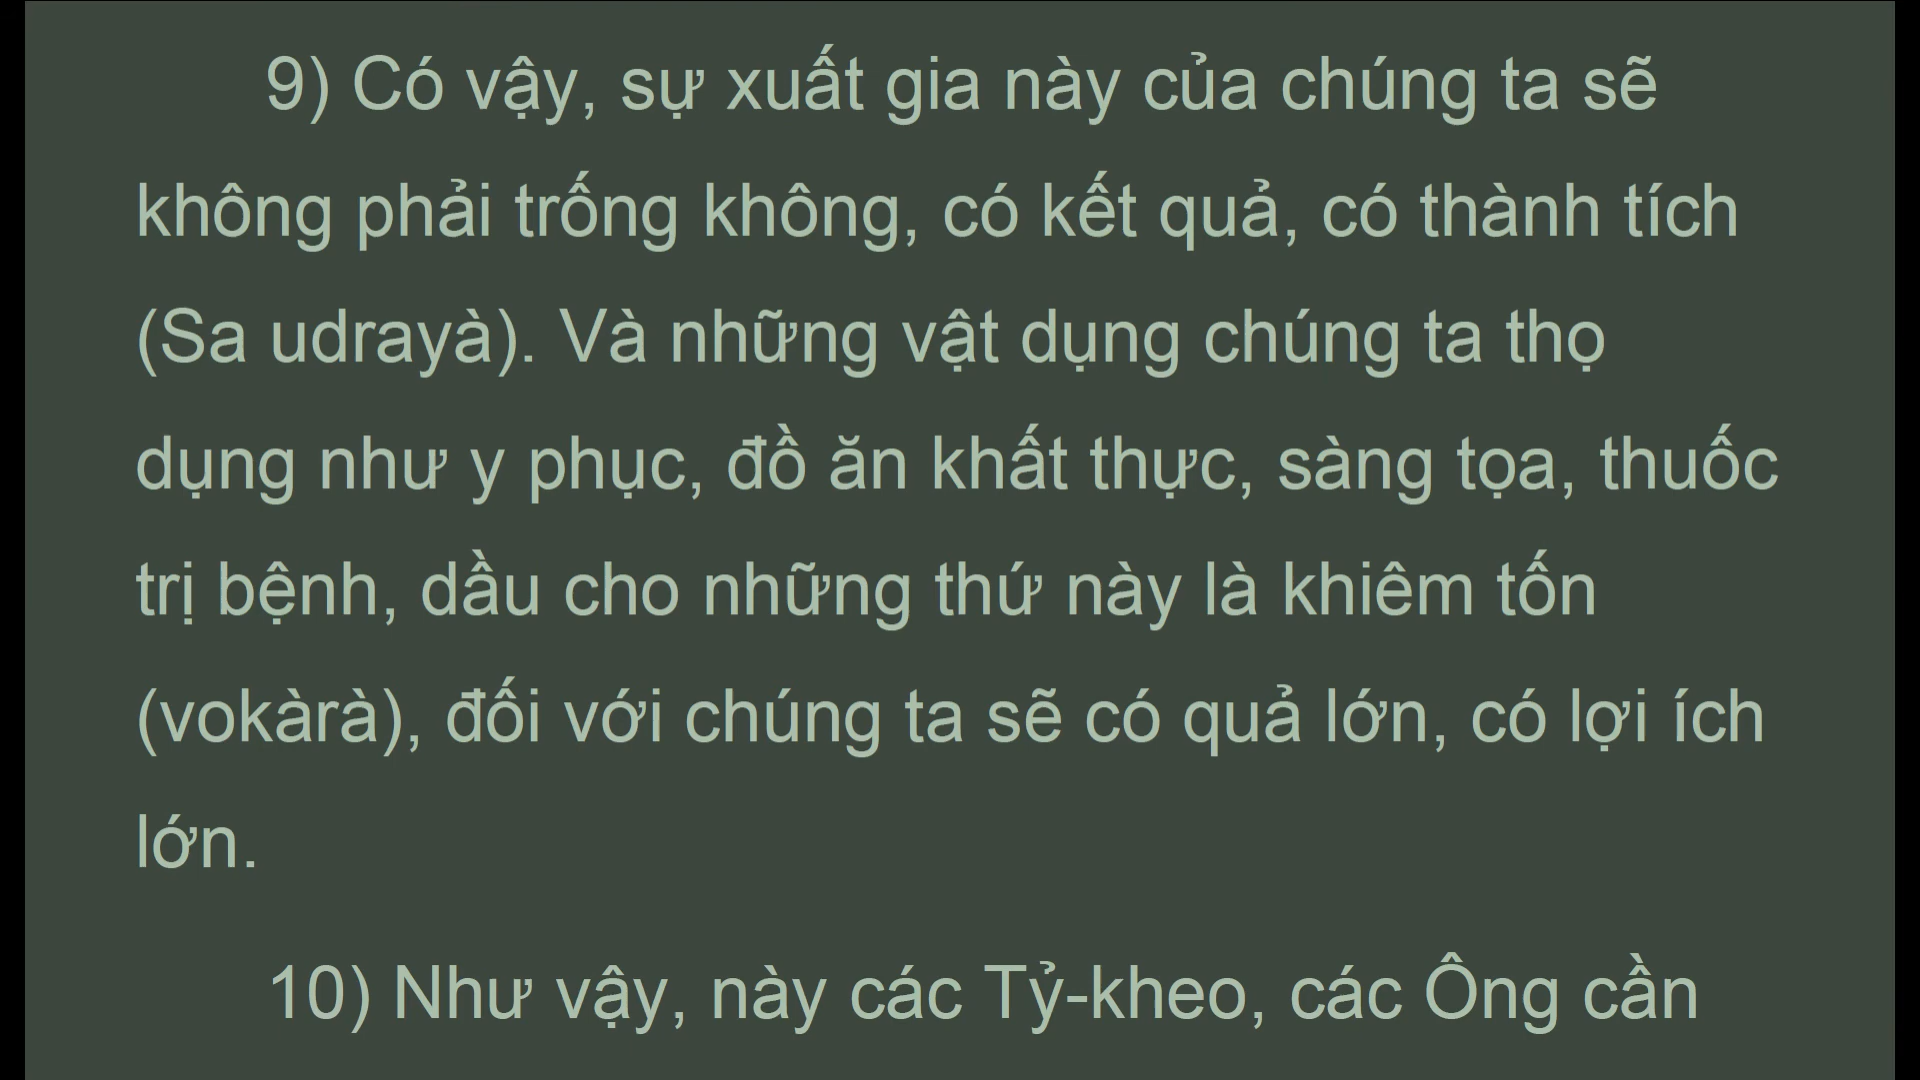 9) Có vậy, sự xuất gia này của chúng ta sẽ
không phải trống không, có kết quả, có thành tích
(Sa udrayà). Và những vật dụng chúng ta thọ
dụng như y phục, đồ ăn khất thực, sàng tọa, thuốc
trị bệnh, dầu cho những thứ này là khiêm tốn
(vokàrà), đối với chúng ta sẽ có quả lớn, có lợi ích
lớn.
10) Như vậy, này các Tỷ-kheo, các Ông cần